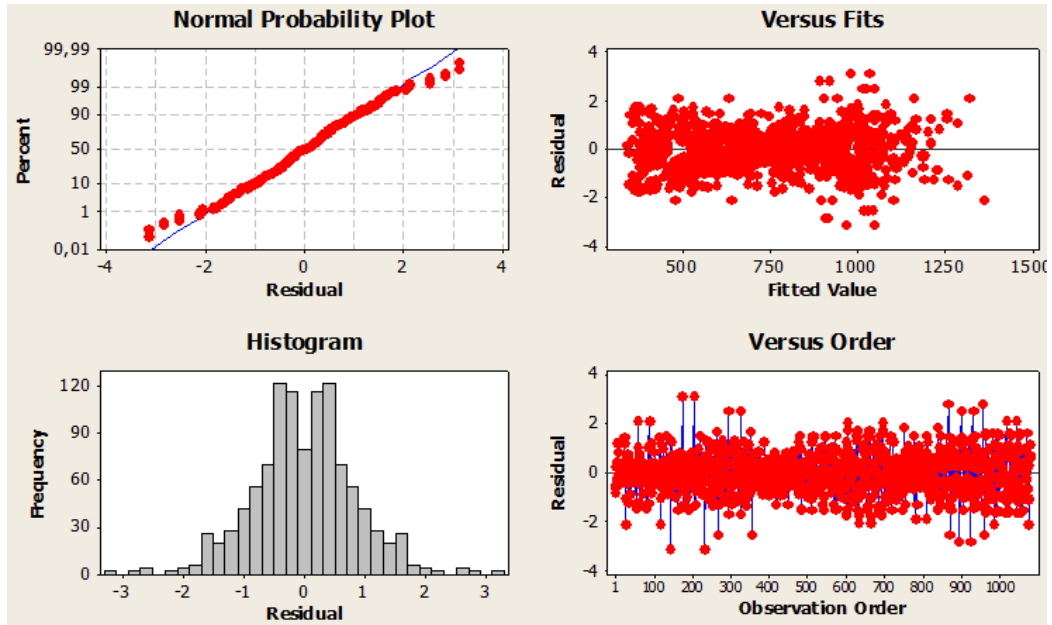 Normal Probability Plot
99,99
99
90
50
10
1
0,01
Percent
-4 -2 0 2 4
Residual
Versus Fits
4
2
0
-2
-4
Residual
500 750 1000 1250 1500
Fitted Value
Histogram
120
90
60
30
0
Frequency
-3 -2 -1 0 1 2 3
Residual
Versus Order
4
2
0
-2
-4
Residual
1 100 200 300 400 500 600 700 800 900 1000
Observation Order